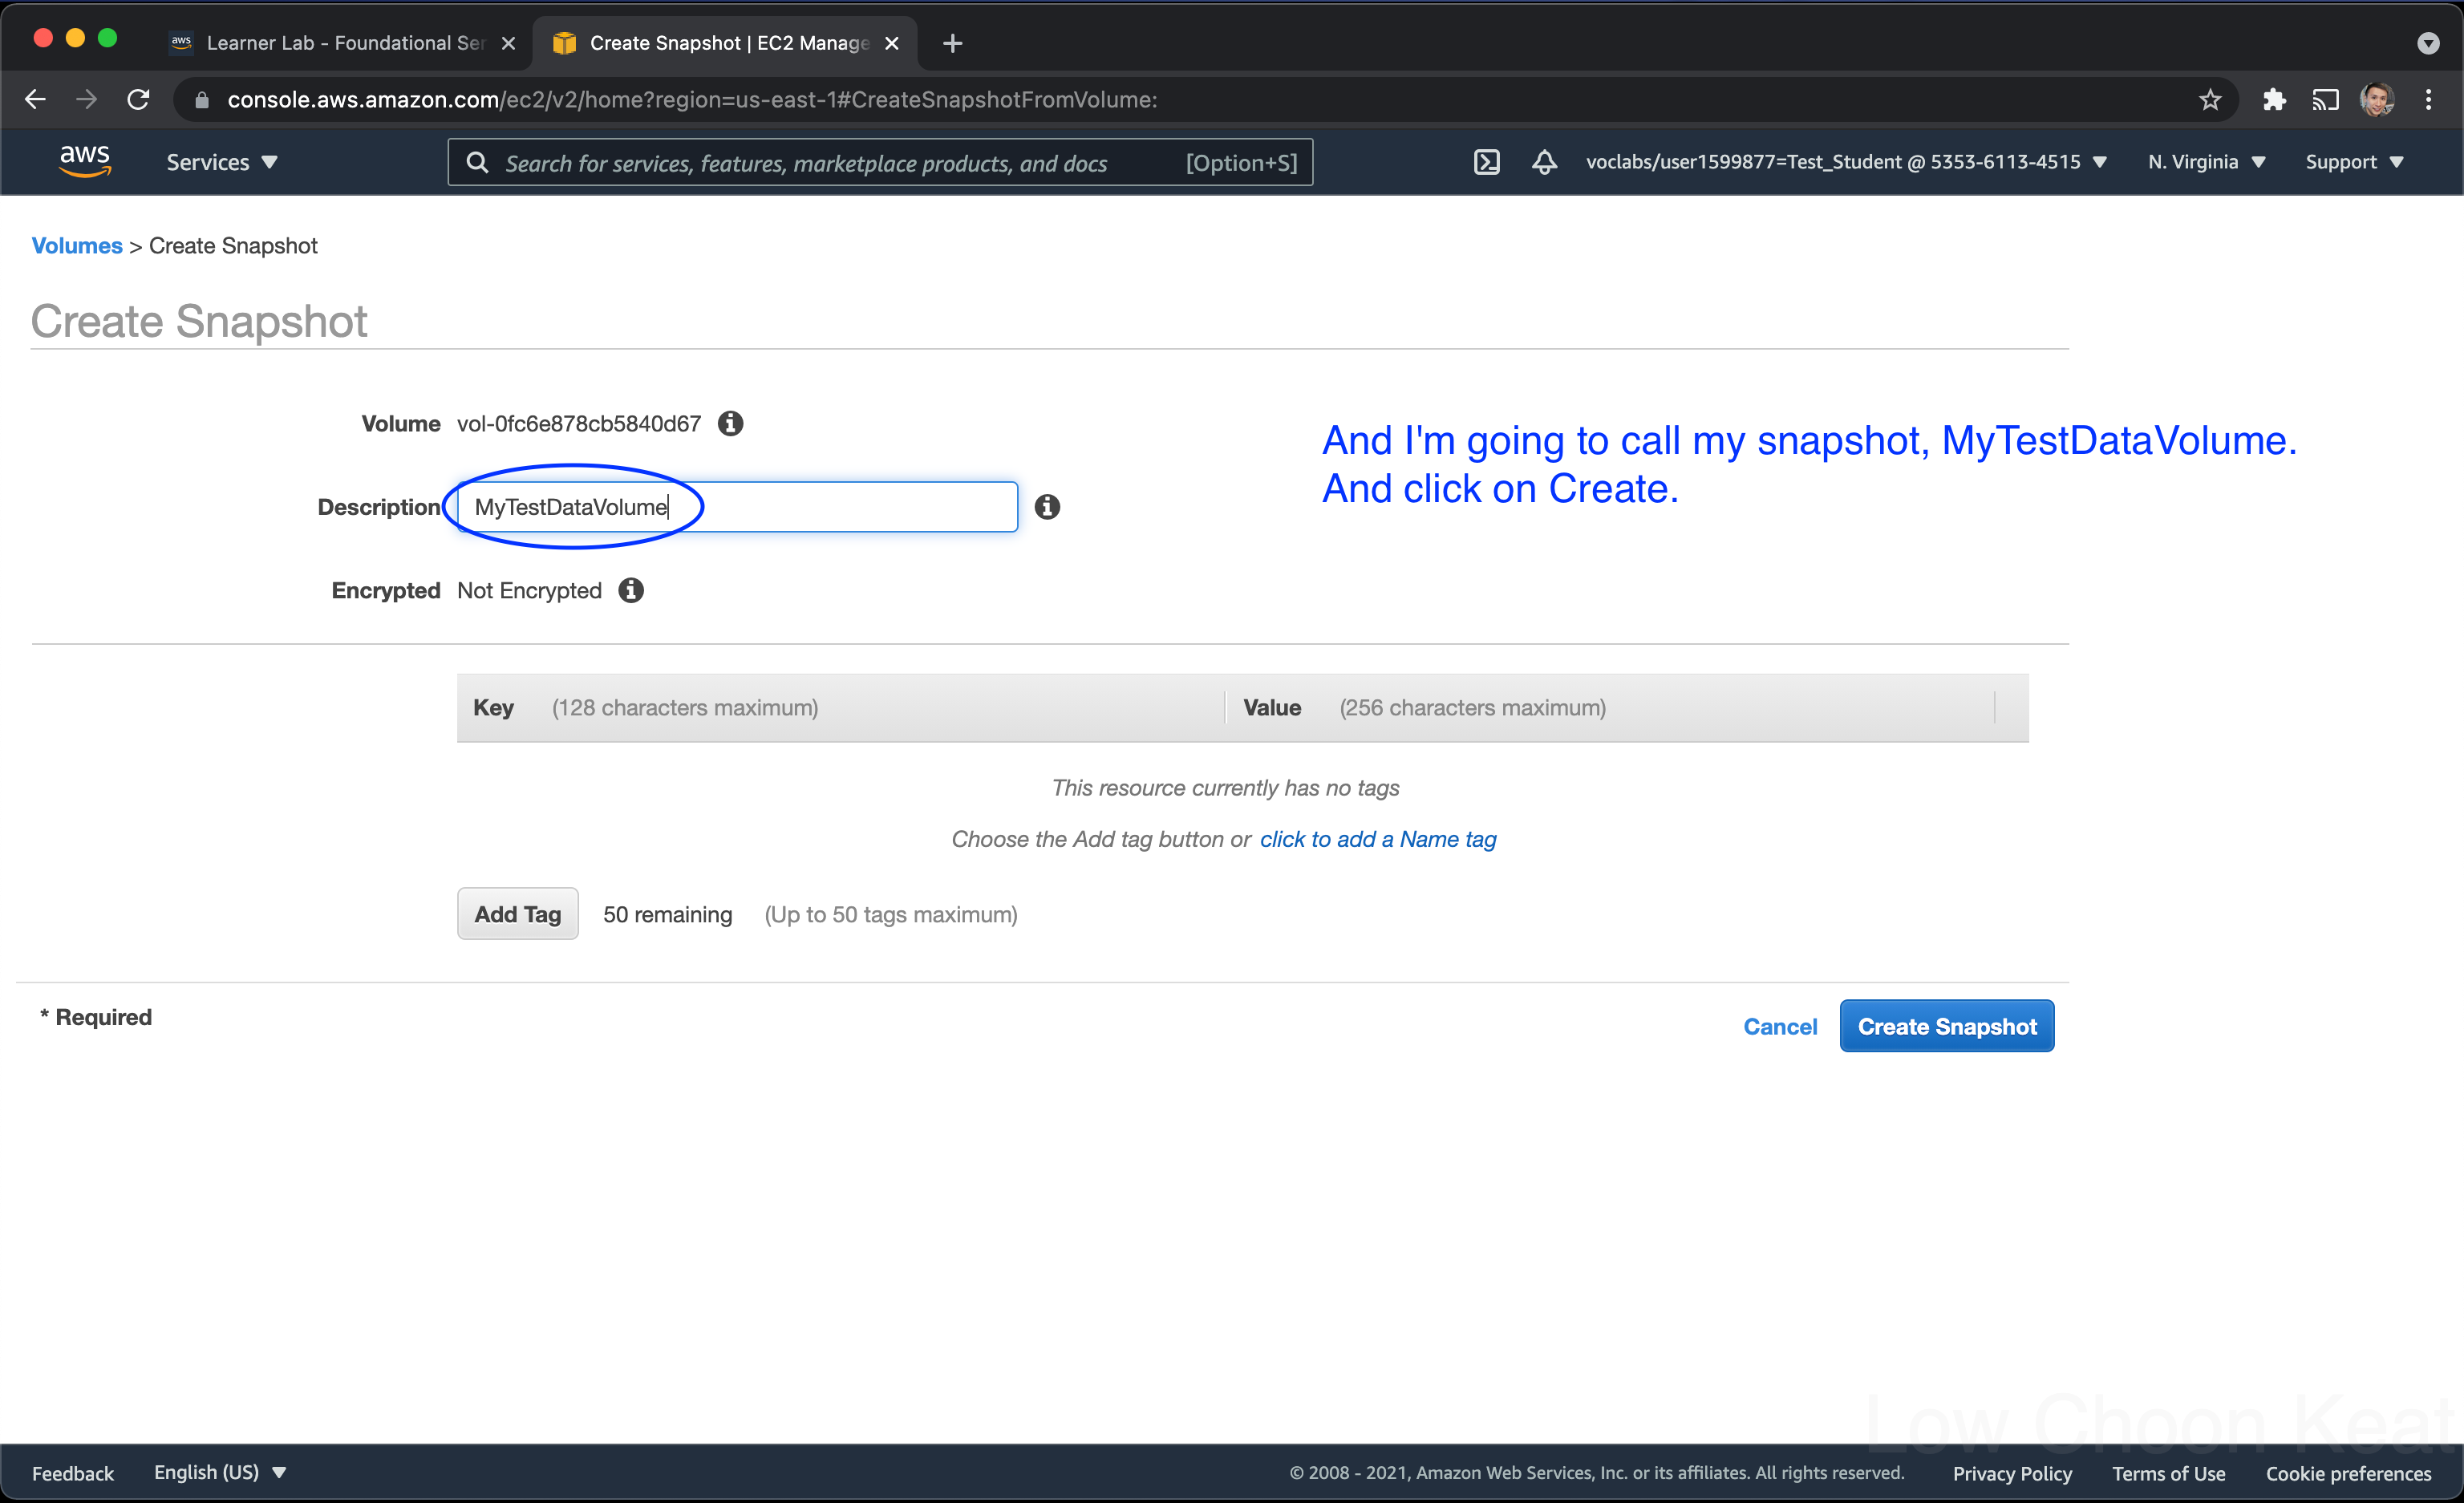 Learner Lab - Foundational Ser
Create Snapshot | EC2 Manage
console.aws.amazon.com/ec2/v2/home?region=us-east-1#CreateSnapshotFromVolume:
aws
Services
Search for services, features, marketplace products, and docs [Option+S]
voclabs/user1599877=Test_Student @ 5353-6113-4515
N. Virginia
Support
Volumes > Create Snapshot
Create Snapshot
Volume vol-0fc6e878cb5840d67
And I'm going to call my snapshot, MyTestDataVolume.
And click on Create.
Description MyTestDataVolume
Encrypted Not Encrypted
Key (128 characters maximum) Value (256 characters maximum)
This resource currently has no tags
Choose the Add tag button or click to add a Name tag
Add Tag 50 remaining (Up to 50 tags maximum)
* Required
Cancel Create Snapshot
Low Choon Keat
Feedback English (US) © 2008 - 2021, Amazon Web Services, Inc. or its affiliates. All rights reserved. Privacy Policy Terms of Use Cookie preferences